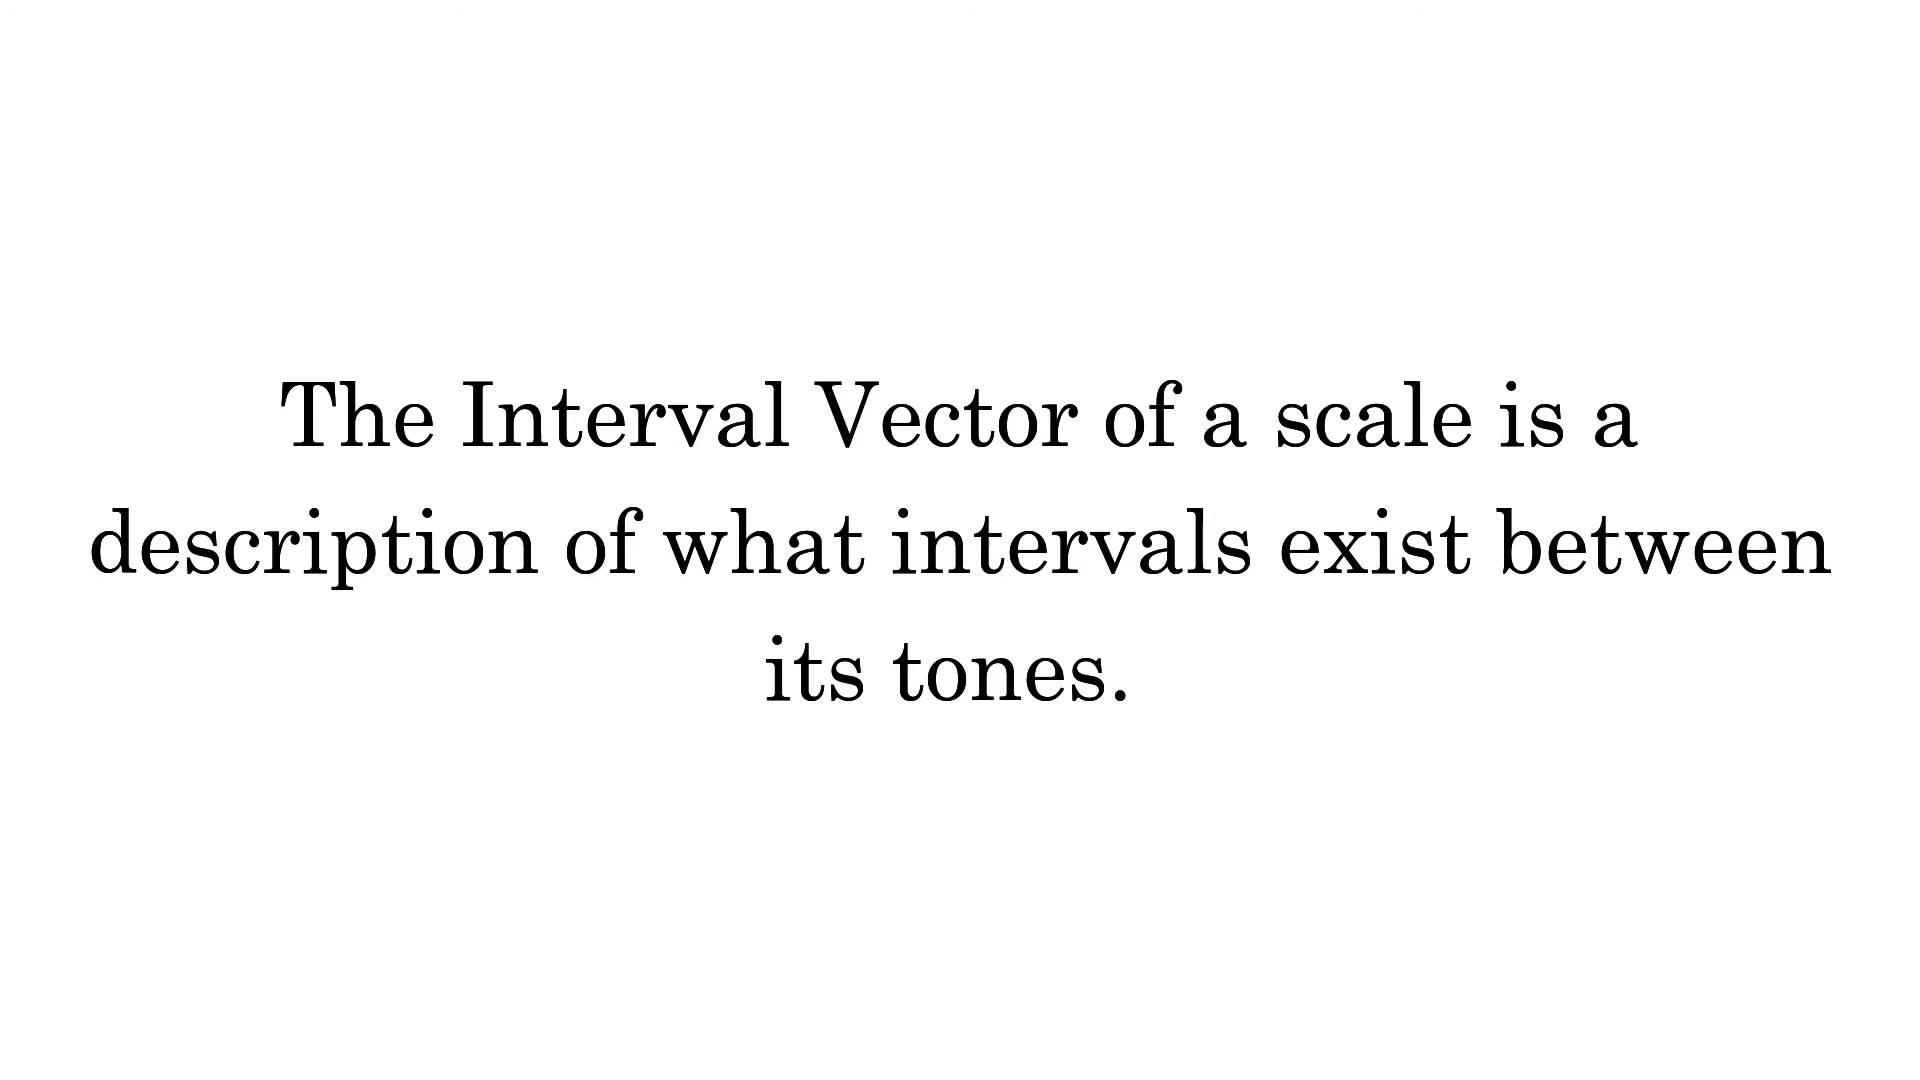 The Interval Vector of a scale is a
description of what intervals exist between
its tones.